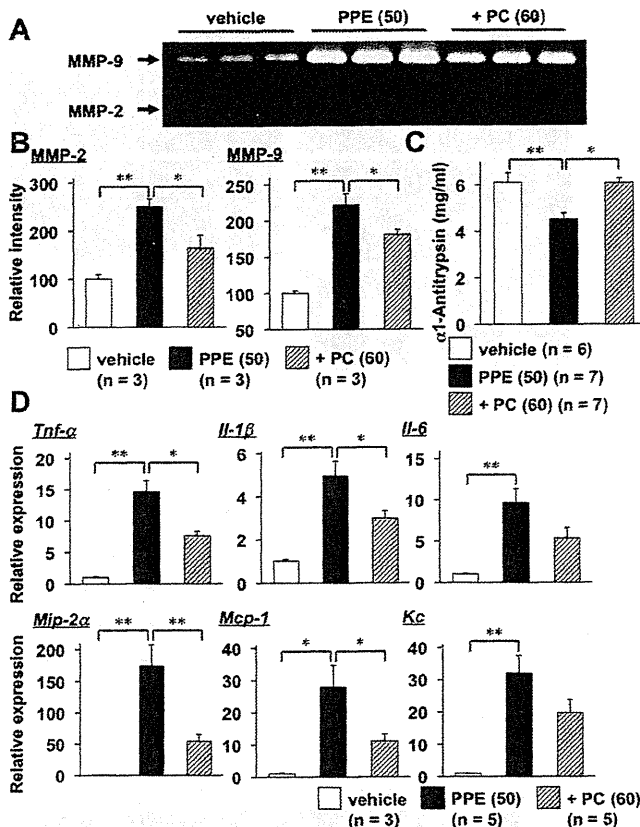 A
vehicle PPE (50) + PC (60)
MMP-9
MMP-2
B
MMP-2
Relative intensity
300
200
100
0
** *
MMP-9
250
200
150
100
50
** *
vehicle (n = 3)
PPE (50) (n = 3)
+ PC (60) (n = 3)
C
α1-Antitrypsin (mg/ml)
6
4
2
0
** *
vehicle (n = 6)
PPE (50) (n = 7)
+ PC (60) (n = 7)
D
Tnf-α
Relative expression
20
15
10
5
0
** *
Il-1β
6
4
2
0
** *
Il-6
15
10
5
0
**
Mip-2α
Relative expression
200
150
100
50
0
** **
Mcp-1
40
30
20
10
0
* *
Kc
40
30
20
10
0
**
vehicle (n = 3)
PPE (50) (n = 5)
+ PC (60) (n = 5)